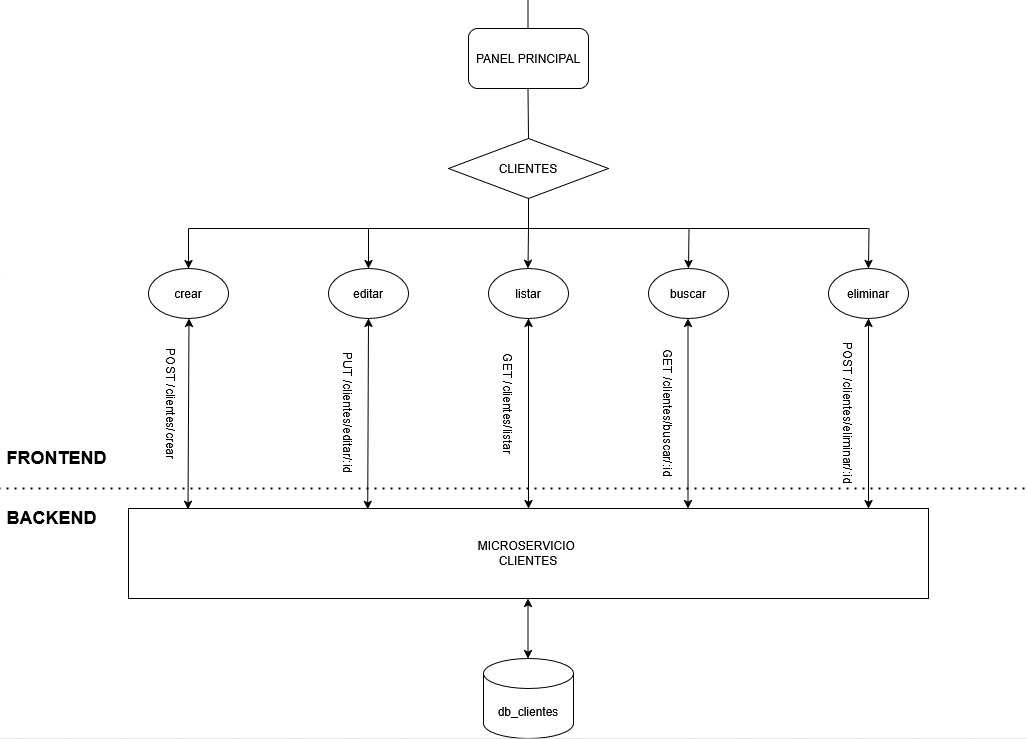 PANEL PRINCIPAL
CLIENTES
crear
editar
listar
buscar
eliminar
POST /clientes/crear
PUT /clientes/editar/:id
GET /clientes/listar
GET /clientes/buscar/:id
POST /clientes/eliminar/:id
FRONTEND
BACKEND
MICROSERVICIO
CLIENTES
db_clientes